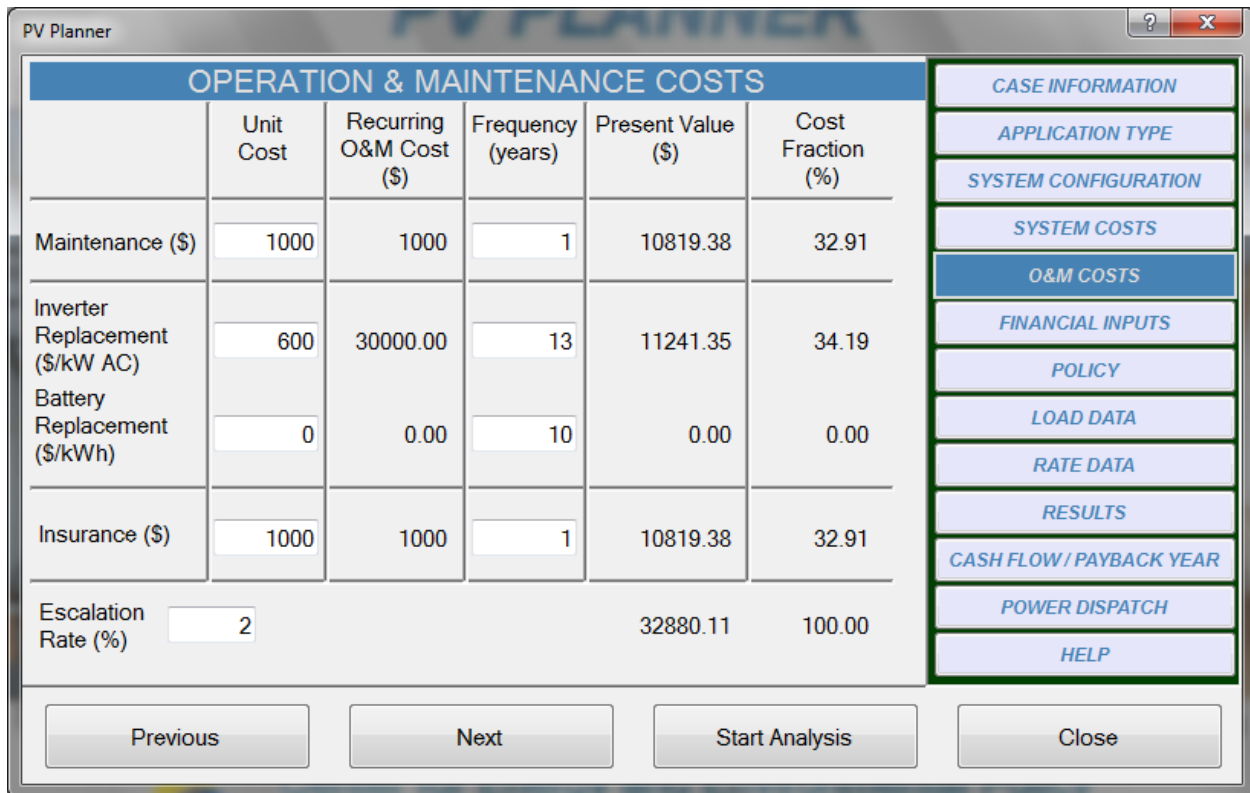 PV Planner
PV PLANNER
?
X
OPERATION & MAINTENANCE COSTS
Unit
Cost
Recurring
O&M Cost
($)
Frequency
(years)
Present Value
($)
Cost
Fraction
(%)
Maintenance ($)
1000
1000
1
10819.38
32.91
Inverter
Replacement
($/kW AC)
600
30000.00
13
11241.35
34.19
Battery
Replacement
($/kWh)
0
0.00
10
0.00
0.00
Insurance ($)
1000
1000
1
10819.38
32.91
Escalation
Rate (%)
2
32880.11
100.00
CASE INFORMATION
APPLICATION TYPE
SYSTEM CONFIGURATION
SYSTEM COSTS
O&M COSTS
FINANCIAL INPUTS
POLICY
LOAD DATA
RATE DATA
RESULTS
CASH FLOW / PAYBACK YEAR
POWER DISPATCH
HELP
Previous
Next
Start Analysis
Close